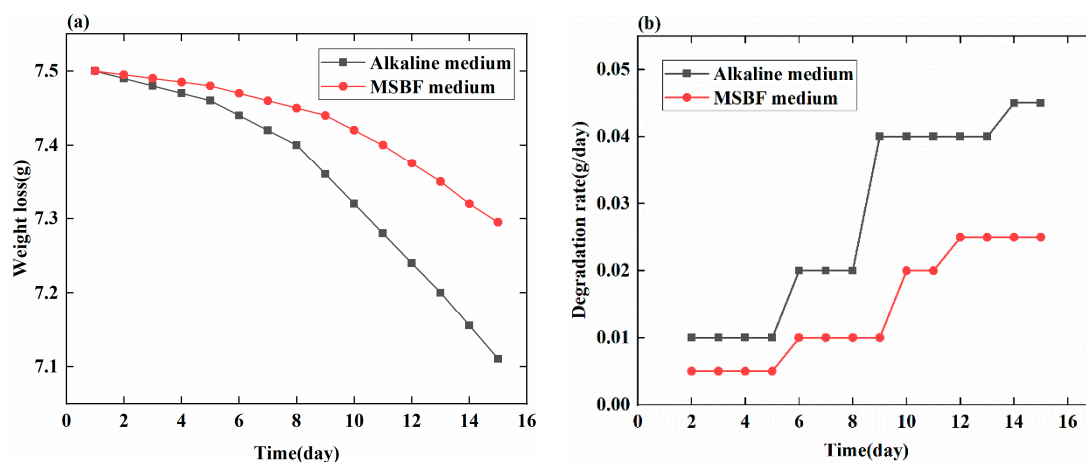 (a)
Alkaline medium
MSBF medium
7.5
7.4
7.3
7.2
7.1
Weight loss(g)
0 2 4 6 8 10 12 14 16
Time(day)
(b)
Alkaline medium
MSBF medium
0.05
0.04
0.03
0.02
0.01
0.00
Degradation rate(g/day)
0 2 4 6 8 10 12 14 16
Time(day)